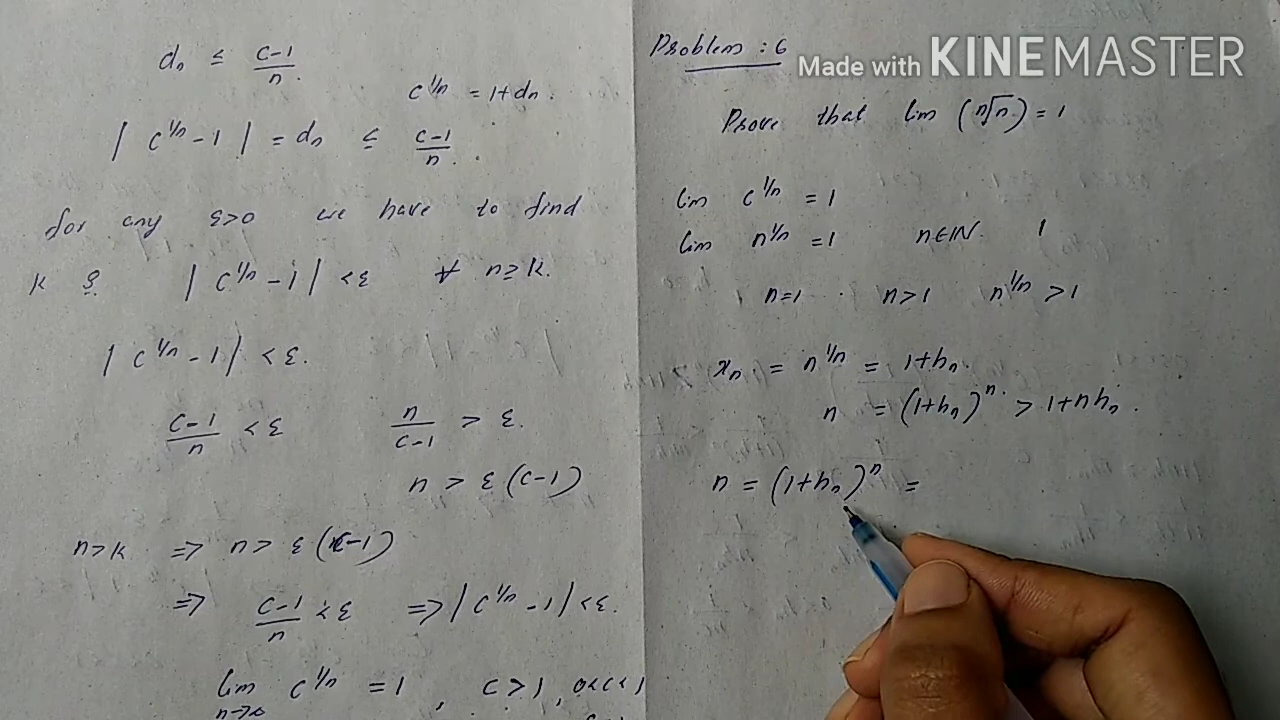 dₙ ≤ (c-1)/n.
c^(1/n) = 1+dₙ.
| c^(1/n) - 1 | = dₙ ≤ (c-1)/n.
for any ε>0 we have to find
K ∋ | c^(1/n) - 1 | < ε ∀ n≥K.
| c^(1/n) - 1 | < ε.
(c-1)/n < ε n/(c-1) > ε.
n > ε (c-1)
n>K ⇒ n > ε (c-1)
⇒ (c-1)/n < ε ⇒ | c^(1/n) - 1 | < ε.
lim c^(1/n) = 1 , c>1, 0<c<1
n→∞
Problem : 6
Made with KINEMASTER
Prove that lim (ⁿ√n) = 1
lim c^(1/n) = 1
lim n^(1/n) = 1 n∈ℕ. 1
n=1 . n>1 n^(1/n) > 1
xₙ = n^(1/n) = 1+hₙ.
n = (1+hₙ)ⁿ > 1+nhₙ.
n = (1+hₙ)ⁿ =